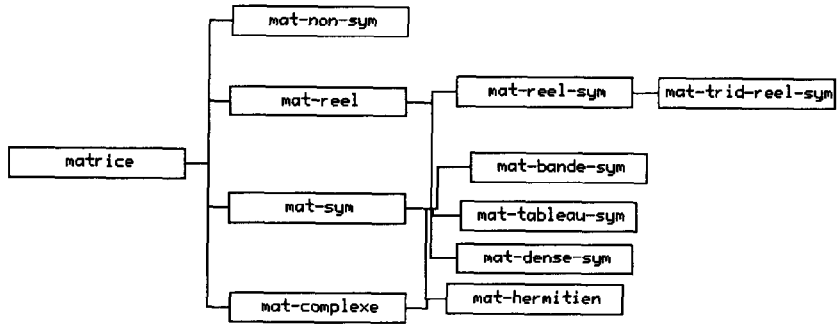 mat-non-sym
mat-reel
mat-reel-sym
mat-trid-reel-sym
matrice
mat-bande-sym
mat-sym
mat-tableau-sym
mat-dense-sym
mat-complexe
mat-hermitien